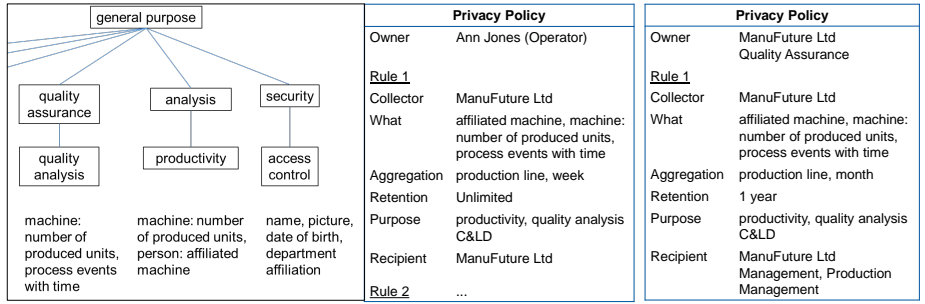 general purpose
quality
assurance
analysis
security
quality
analysis
productivity
access
control
machine:
number of
produced units,
process events
with time
machine: number
of produced units,
person: affiliated
machine
name, picture,
date of birth,
department
affiliation
Privacy Policy
Owner Ann Jones (Operator)
Rule 1
Collector ManuFuture Ltd
What affiliated machine, machine:
number of produced units,
process events with time
Aggregation production line, week
Retention Unlimited
Purpose productivity, quality analysis
C&LD
Recipient ManuFuture Ltd
Rule 2 ...
Privacy Policy
Owner ManuFuture Ltd
Quality Assurance
Rule 1
Collector ManuFuture Ltd
What affiliated machine, machine:
number of produced units,
process events with time
Aggregation production line, month
Retention 1 year
Purpose productivity, quality analysis
C&LD
Recipient ManuFuture Ltd
Management, Production
Management